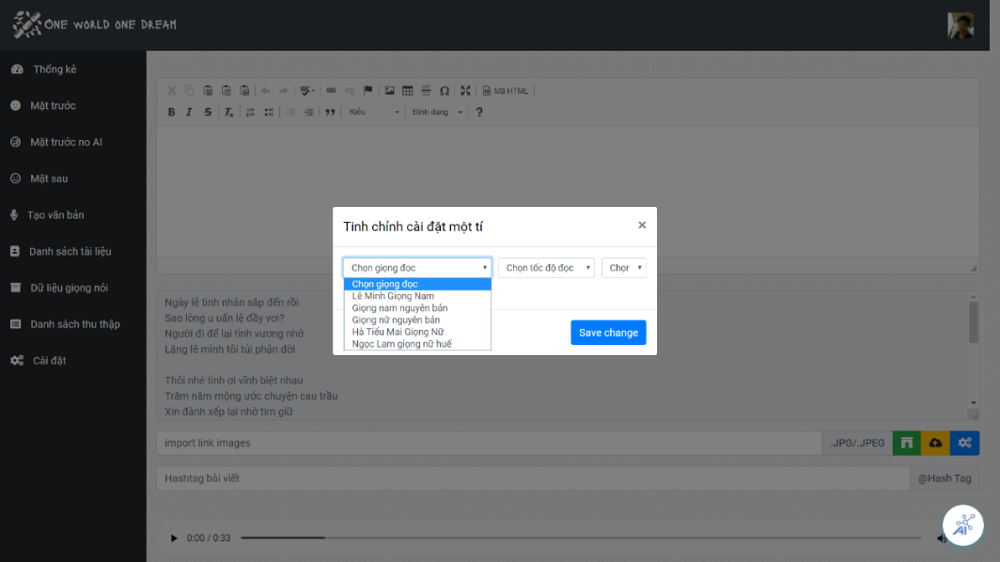 ONE WORLD ONE DREAM
Thống kê
Mặt trước
Mặt trước no AI
Mặt sau
Tạo văn bản
Danh sách tài liệu
Dữ liệu giọng nói
Danh sách thu thập
Cài đặt
Mã HTML
B I S Tx
Kiểu
Định dạng
?
Tinh chỉnh cài đặt một tí
×
Chọn giọng đọc
Chọn tốc độ đọc
Chọr
Chọn giọng đọc
Lê Minh Giọng Nam
Giọng nam nguyên bản
Giọng nữ nguyên bản
Hà Tiểu Mai Giọng Nữ
Ngọc Lam giọng nữ huế
Save change
Ngày lễ tình nhân sắp đến rồi
Sao lòng u uẩn lệ đầy vơi?
Người đi để lại tình vương nhớ
Lặng lẽ mình tôi tủi phận đời
Thôi nhé tình ơi vĩnh biệt nhau
Trăm năm mộng ước chuyện cau trầu
Xin đành xếp lại nhờ tim giữ
import link images
.JPG/.JPEG
Hashtag bài viết
@Hash Tag
0:00 / 0:33
AI